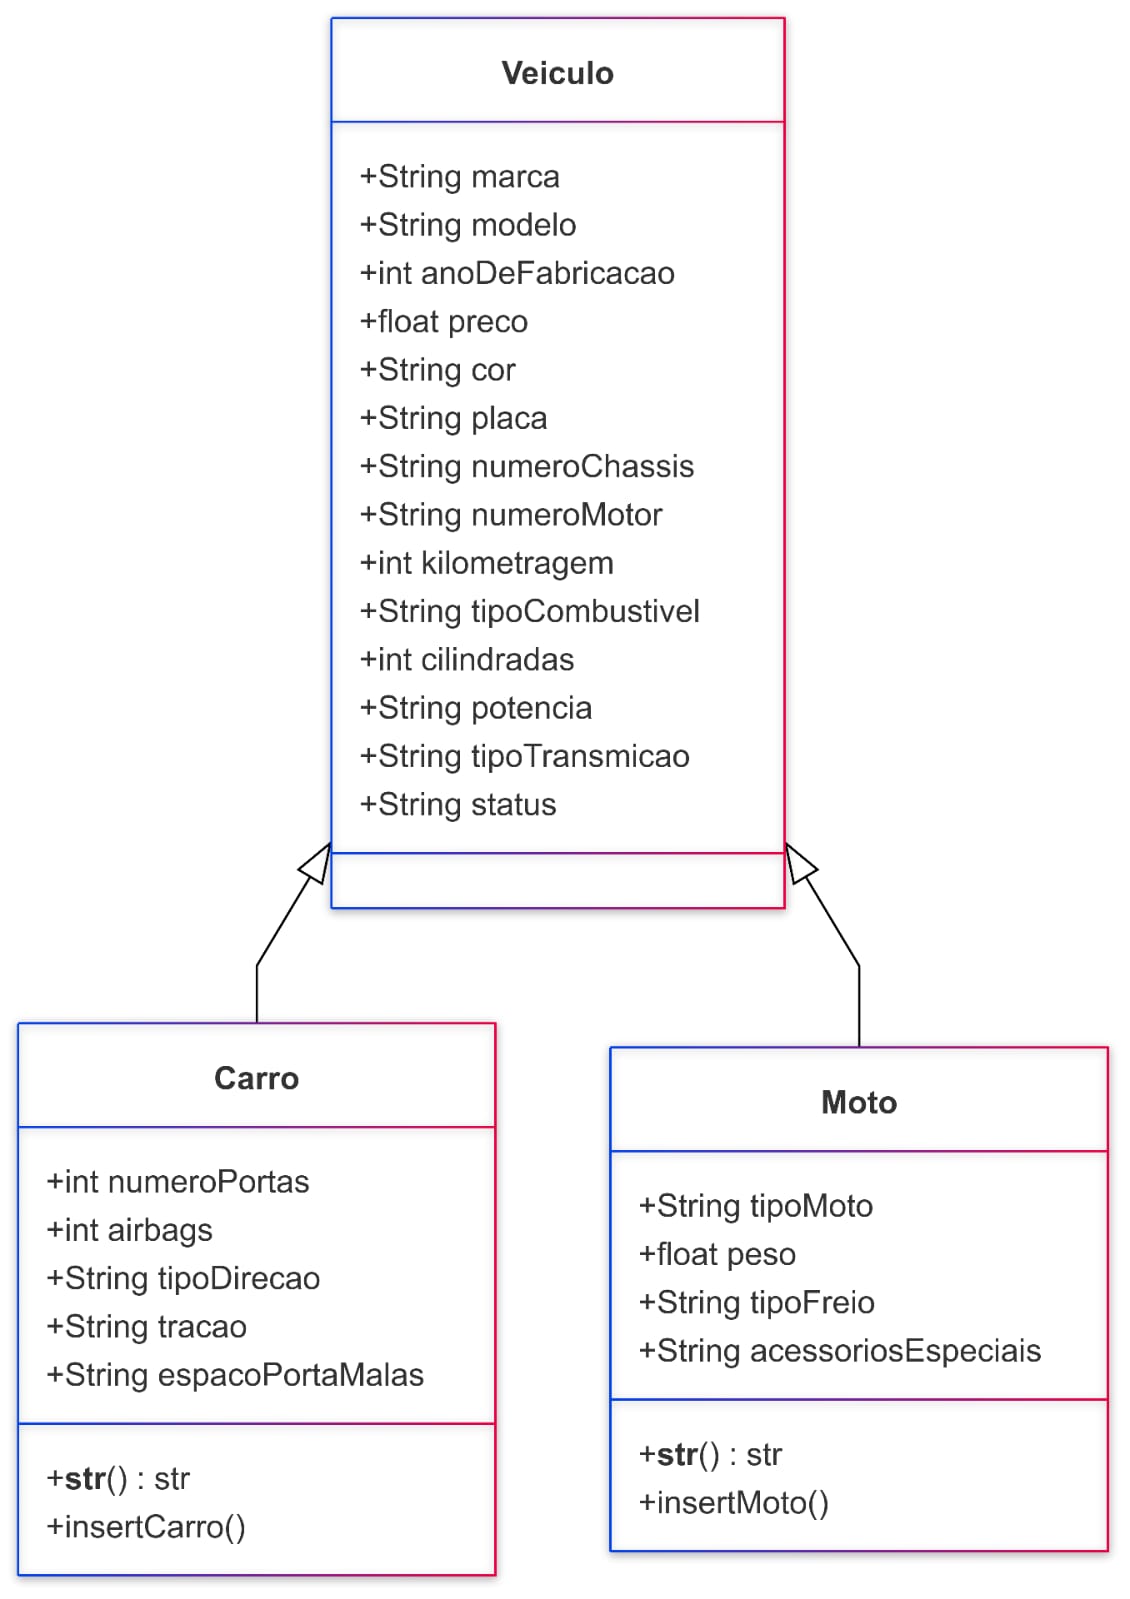 Veiculo
+String marca
+String modelo
+int anoDeFabricacao
+float preco
+String cor
+String placa
+String numeroChassis
+String numeroMotor
+int kilometragem
+String tipoCombustivel
+int cilindradas
+String potencia
+String tipoTransmicao
+String status
Carro
+int numeroPortas
+int airbags
+String tipoDirecao
+String tracao
+String espacoPortaMalas
+str() : str
+insertCarro()
Moto
+String tipoMoto
+float peso
+String tipoFreio
+String acessoriosEspeciais
+str() : str
+insertMoto()